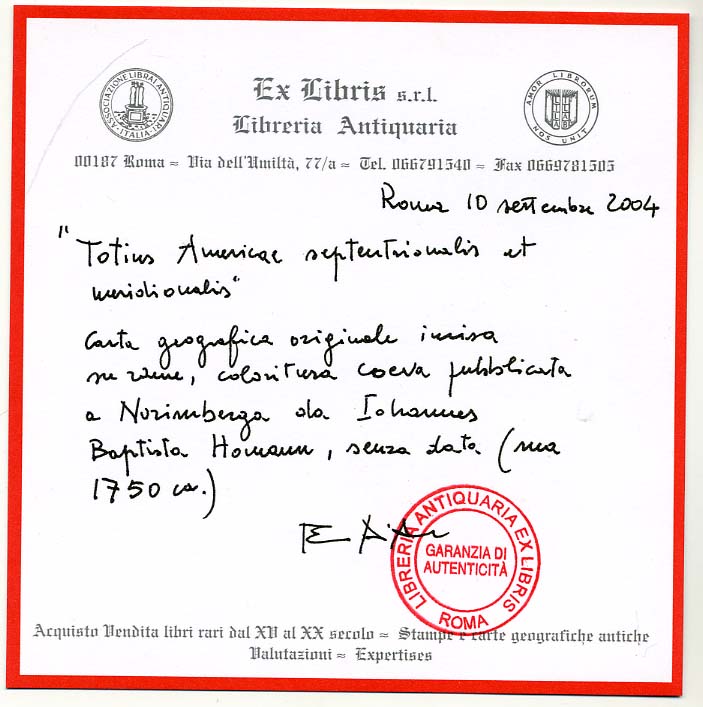 ASSOCIAZIONE LIBRAI ANTIQUARI
· ITALIA ·
AMOR LIBRORUM
NOS UNIT
Ex Libris s.r.l.
Libreria Antiquaria
00187 Roma ≈ Via dell'Umiltà, 77/a ≈ Tel. 066791540 ≈ Fax 0669781505
Roma 10 settembre 2004
"Totius Americae septentrionalis et
meridionalis"
Carta geografica originale incisa
su rame, coloritura coeva pubblicata
a Norimberga da Iohannes
Baptista Homann, senza data (ma
1750 ca.)
LIBRERIA ANTIQUARIA EX LIBRIS
GARANZIA DI
AUTENTICITÀ
ROMA
Acquisto Vendita libri rari dal XV al XX secolo ≈ Stampe e carte geografiche antiche
Valutazioni ≈ Expertises